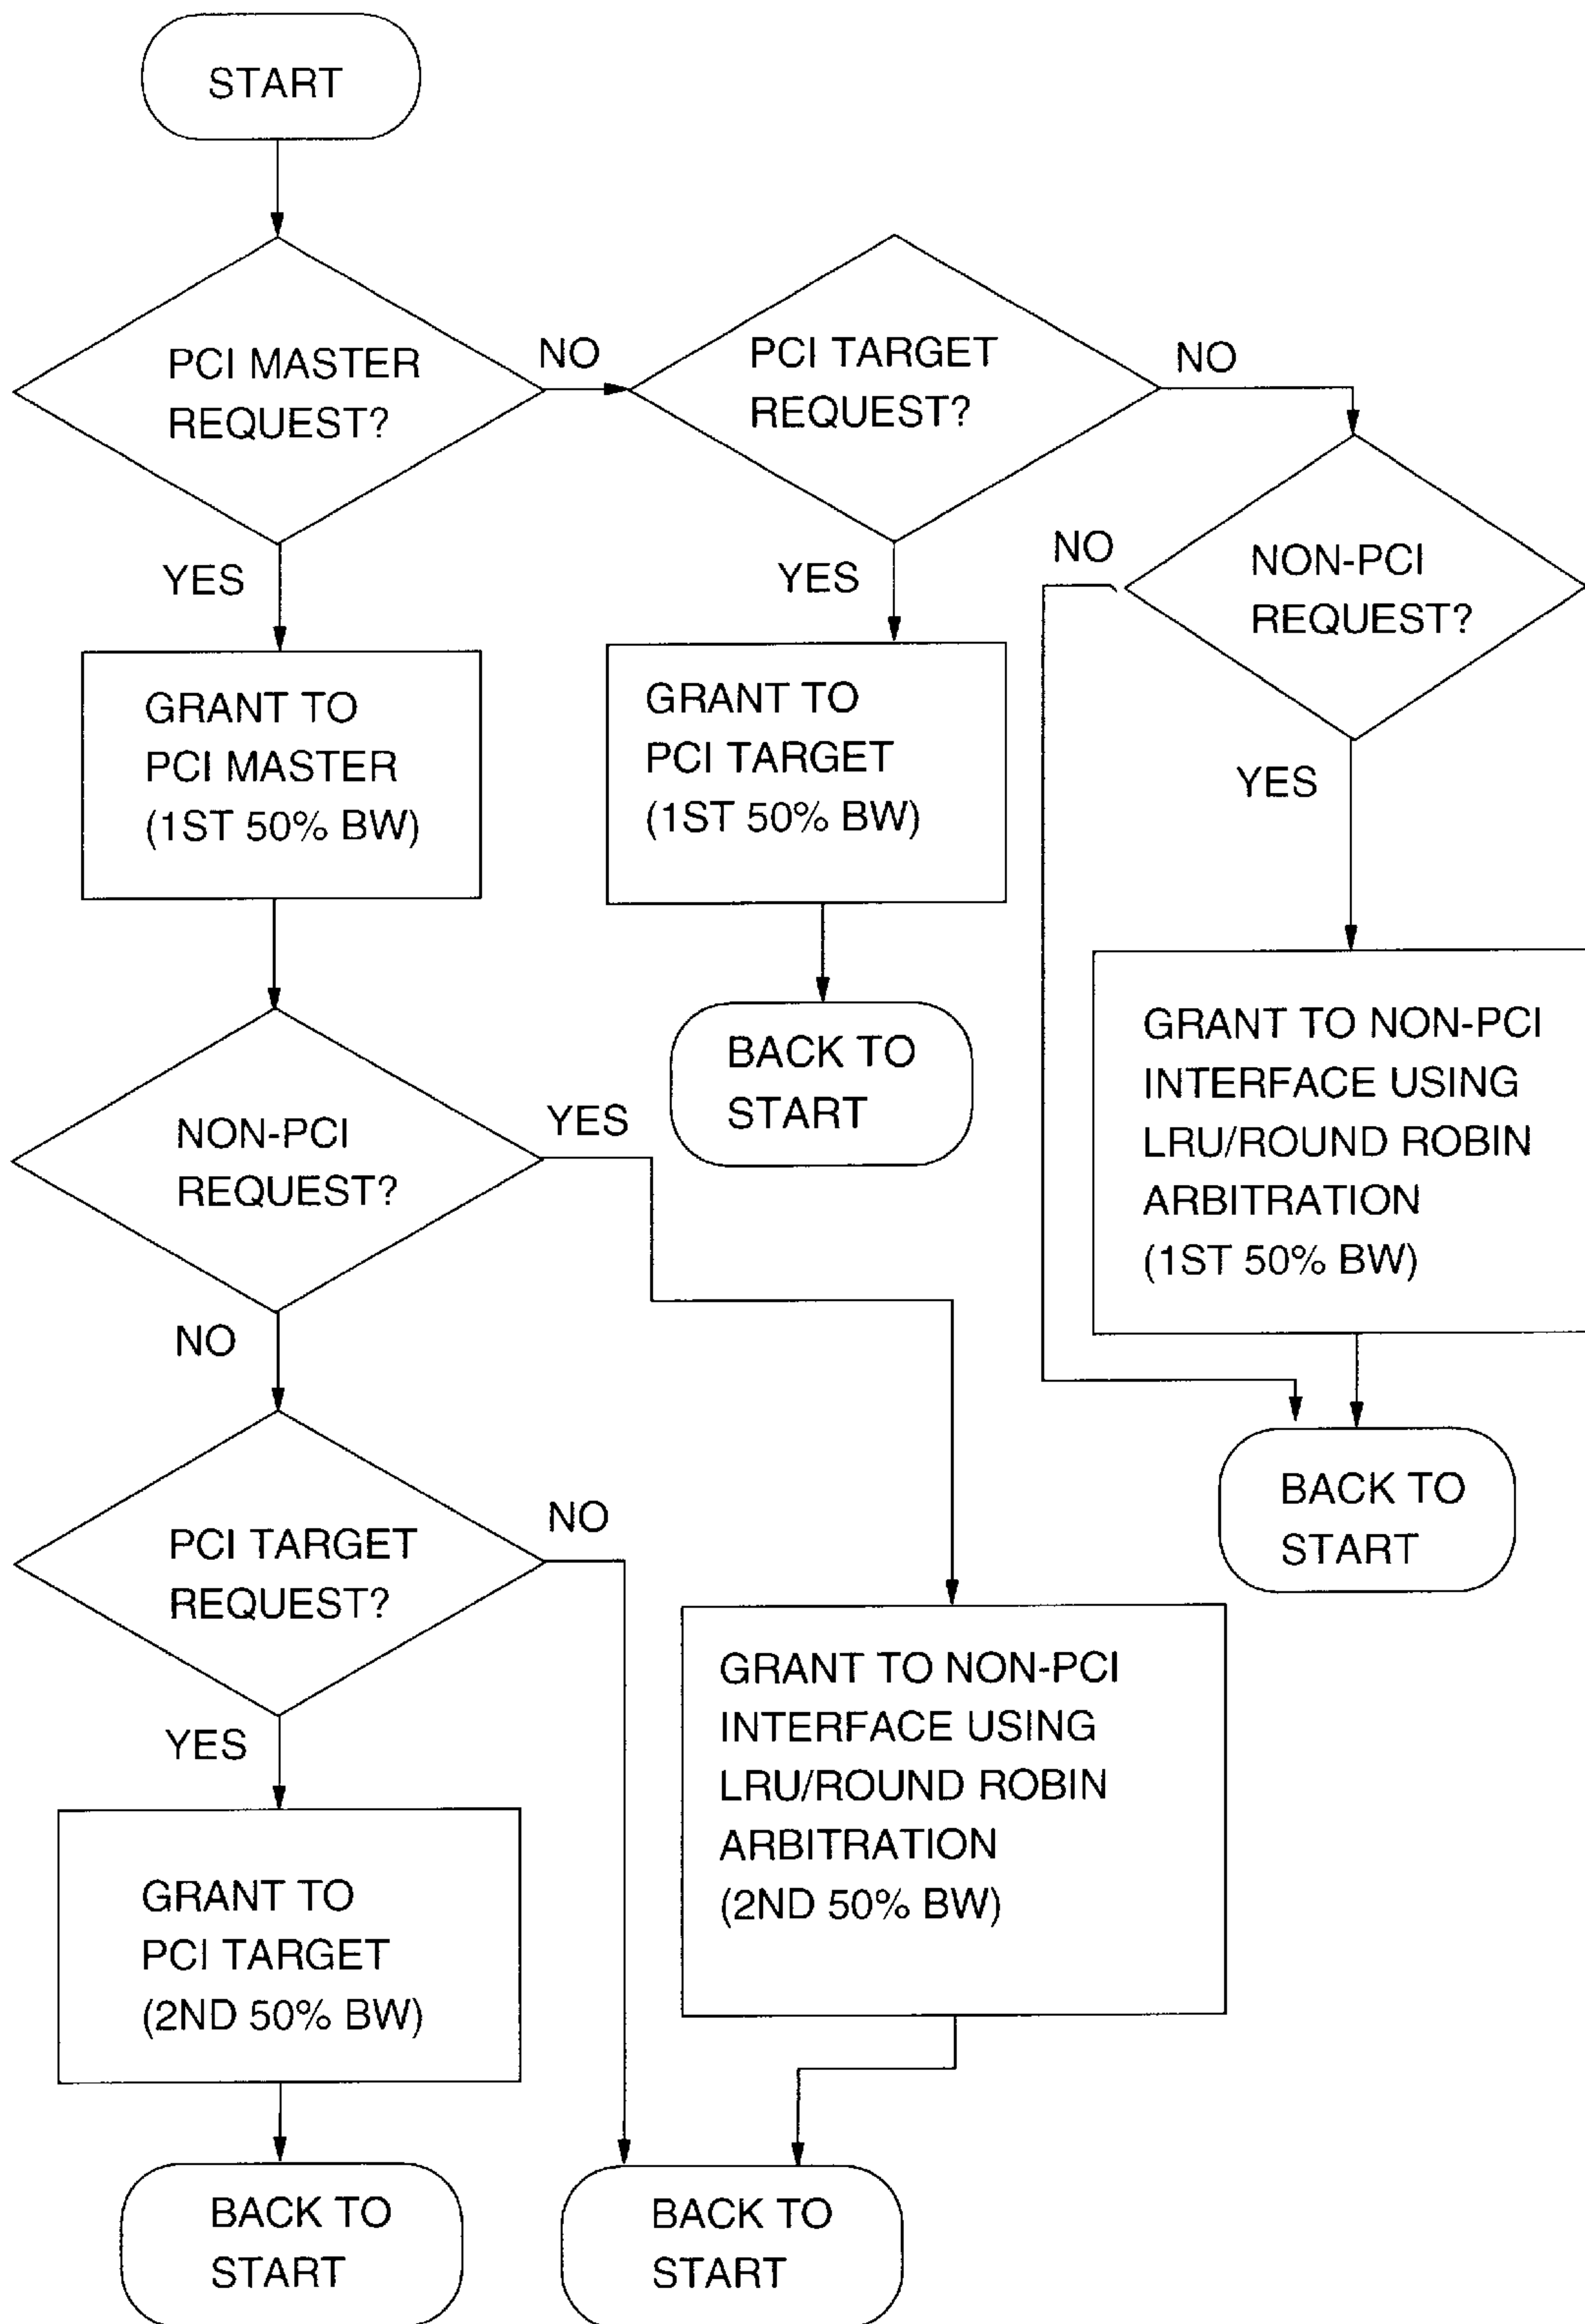 START
PCI MASTER
REQUEST?
NO
PCI TARGET
REQUEST?
NO
YES
YES
NO
NON-PCI
REQUEST?
GRANT TO
PCI MASTER
(1ST 50% BW)
GRANT TO
PCI TARGET
(1ST 50% BW)
YES
BACK TO
START
GRANT TO NON-PCI
INTERFACE USING
LRU/ROUND ROBIN
ARBITRATION
(1ST 50% BW)
NON-PCI
REQUEST?
YES
NO
BACK TO
START
PCI TARGET
REQUEST?
NO
YES
GRANT TO NON-PCI
INTERFACE USING
LRU/ROUND ROBIN
ARBITRATION
(2ND 50% BW)
GRANT TO
PCI TARGET
(2ND 50% BW)
BACK TO
START
BACK TO
START